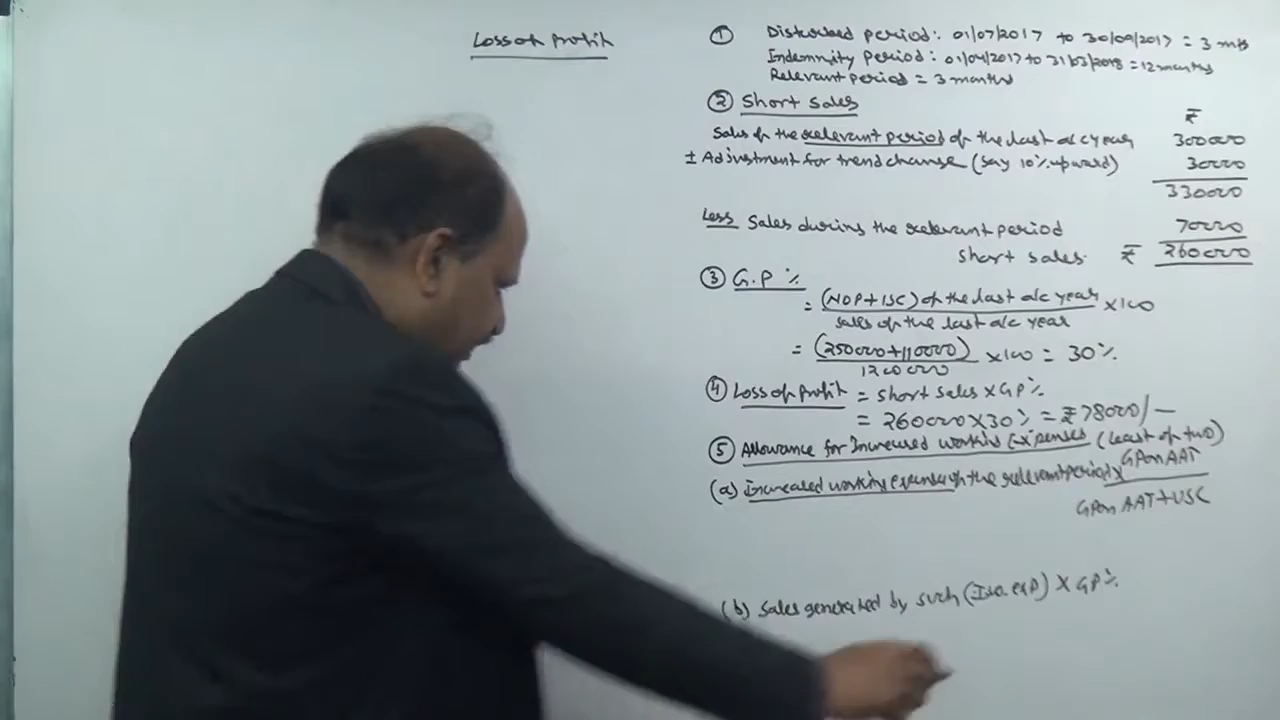 Loss of Profit
① Disturbed period: 01/07/2017 to 30/09/2017 = 3 mts
Indemnity Period: 01/04/2017 to 31/03/2018 = 12 months
Relevant period = 3 months
② Short Sales
₹
Sales of the relevant period of the last a/c year 300000
± Adjustment for trend change (say 10% upward) 30000
330000
Less Sales during the relevant period 70000
short sales. ₹ 260000
③ G.P %
= (NOP + ISC) of the last a/c year × 100
sales of the last a/c year
= (250000+110000) × 100 = 30%
1200000
④ Loss of Profit = Short Sales × GP%
= 260000 × 30% = ₹78000/-
⑤ Allowance for Increased working Expenses (Least of two)
(a) Increased working expenses of the relevant period × GP on AAT
GP on AAT + USC
(b) Sales generated by such (Inc. exp) × GP%